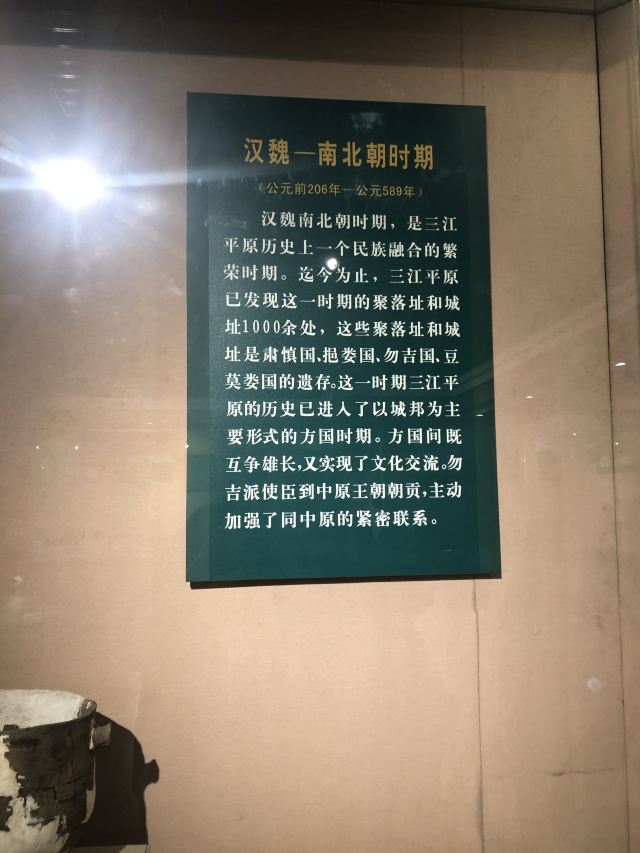 汉魏—南北朝时期
（公元前206年—公元589年）
汉魏南北朝时期，是三江
平原历史上一个民族融合的繁
荣时期。迄今为止，三江平原
已发现这一时期的聚落址和城
址1000余处，这些聚落址和城
址是肃慎国、挹娄国、勿吉国、豆
莫娄国的遗存。这一时期三江平
原的历史已进入了以城邦为主
要形式的方国时期。方国间既
互争雄长，又实现了文化交流。勿
吉派使臣到中原王朝朝贡，主动
加强了同中原的紧密联系。